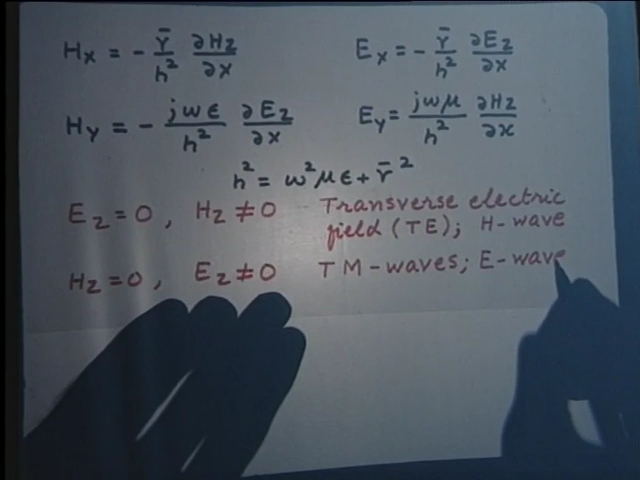 Hx = - γ̄/h² ∂Hz/∂x    Ex = - γ̄/h² ∂Ez/∂x
Hy = - jωϵ/h² ∂Ez/∂x    Ey = jωμ/h² ∂Hz/∂x
h² = ω²μϵ + γ̄²
Ez = 0 , Hz ≠ 0 Transverse electric
field (TE); H-wave
Hz = 0 , Ez ≠ 0 TM-waves; E-wave